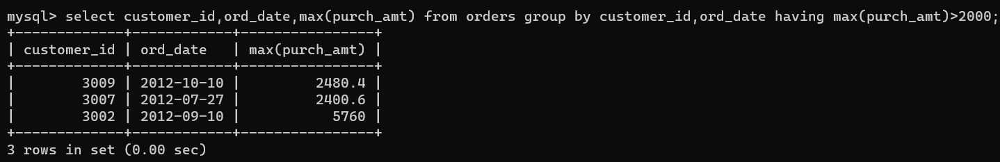 mysql> select customer_id,ord_date,max(purch_amt) from orders group by customer_id,ord_date having max(purch_amt)>2000;
+-------------+------------+----------------+
| customer_id | ord_date   | max(purch_amt) |
+-------------+------------+----------------+
|        3009 | 2012-10-10 |         2480.4 |
|        3007 | 2012-07-27 |         2400.6 |
|        3002 | 2012-09-10 |           5760 |
+-------------+------------+----------------+
3 rows in set (0.00 sec)